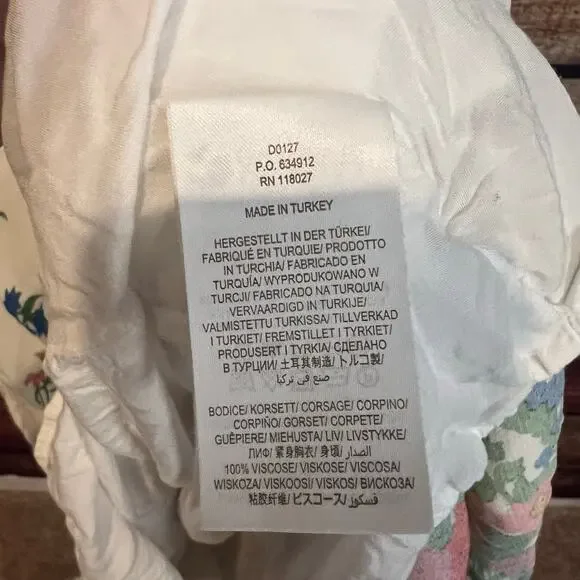 D0127
P.O. 634912
RN 118027
MADE IN TURKEY
HERGESTELLT IN DER TÜRKEI/
FABRIQUÉ EN TURQUIE/ PRODOTTO
IN TURCHIA/ FABRICADO EN
TURQUÍA/ WYPRODUKOWANO W
TURCJI/ FABRICADO NA TURQUIA/
VERVAARDIGD IN TURKIJE/
VALMISTETTU TURKISSA/ TILLVERKAD
I TURKIET/ FREMSTILLET I TYRKIET/
PRODUSERT I TYRKIA/ СДЕЛАНО
В ТУРЦИИ/ 土耳其制造/ トルコ製/
صنع في تركيا
BODICE/ KORSETT/ CORSAGE/ CORPINO/
CORPIÑO/ GORSET/ CORPETE/
GUÊPIERE/ MIEHUSTA/ LIV/ LIVSTYKKE/
ЛИФ/ 紧身胸衣/ 身頃/ الصدار
100% VISCOSE/ VISKOSE/ VISCOSA/
WISKOZA/ VISKOOSI/ VISKOS/ ВИСКОЗА/
粘胶纤维/ ビスコース/ فسكوز